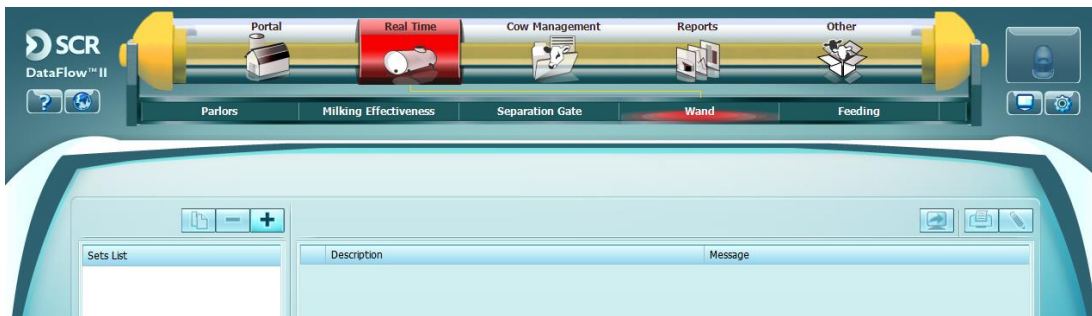 Portal Real Time Cow Management Reports Other
SCR
DataFlow™ II
?
Parlors Milking Effectiveness Separation Gate Wand Feeding
Sets List Description Message